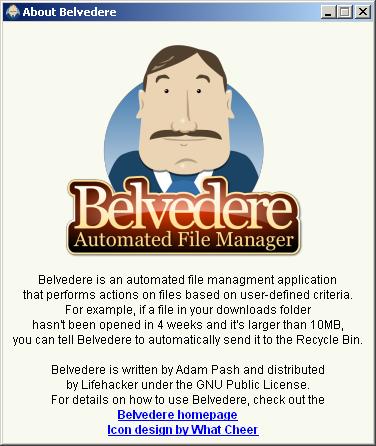 About Belvedere
Belvedere
Automated File Manager
Belvedere is an automated file managment application
that performs actions on files based on user-defined criteria.
For example, if a file in your downloads folder
hasn't been opened in 4 weeks and it's larger than 10MB,
you can tell Belvedere to automatically send it to the Recycle Bin.
Belvedere is written by Adam Pash and distributed
by Lifehacker under the GNU Public License.
For details on how to use Belvedere, check out the
Belvedere homepage
Icon design by What Cheer